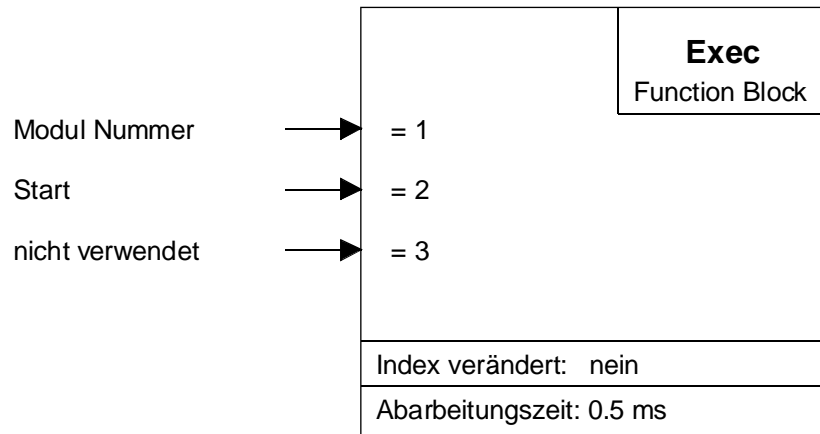 Exec
Function Block
Modul Nummer = 1
Start = 2
nicht verwendet = 3
Index verändert: nein
Abarbeitungszeit: 0.5 ms